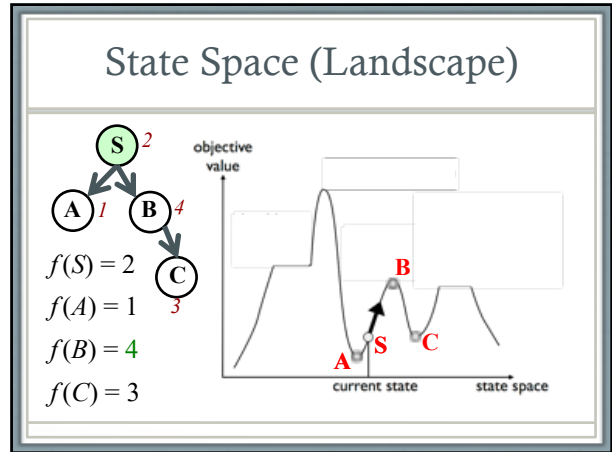 State Space (Landscape)
S 2
A 1 B 4
C
3
f(S) = 2
f(A) = 1
f(B) = 4
f(C) = 3
objective
value
B
S
A
C
current state
state space